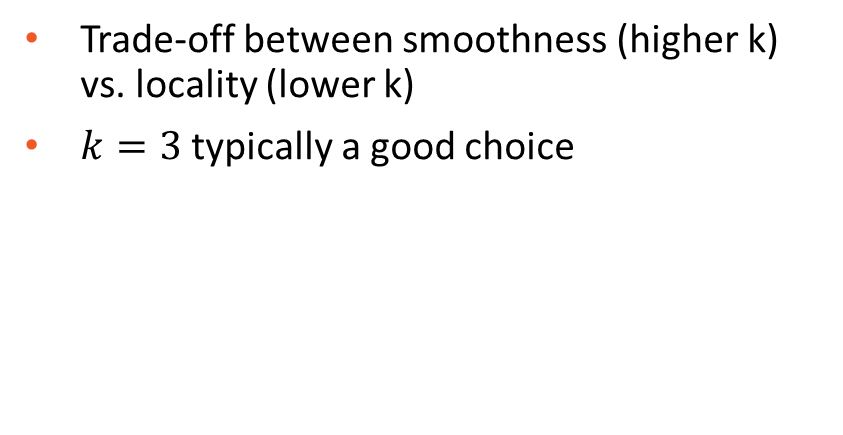 • Trade-off between smoothness (higher k)
vs. locality (lower k)
• k = 3 typically a good choice